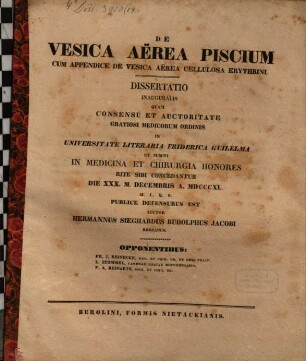 DE
VESICA AËREA PISCIUM
CUM APPENDICE DE VESICA AËREA CELLULOSA ERYTHRINI.
DISSERTATIO
INAUGURALIS
QUAM
CONSENSU ET AUCTORITATE
GRATIOSI MEDICORUM ORDINIS
IN
UNIVERSITATE LITERARIA FRIDERICA GUILELMA
UT SUMMI
IN MEDICINA ET CHIRURGIA HONORES
RITE SIBI CONCEDANTUR
DIE XXX. M. DECEMBRIS A. MDCCCXL
H. L. Q. S.
PUBLICE DEFENSURUS EST
AUCTOR
HERMANNUS SIEGHARDUS RUDOLPHUS JACOBI
OPPONENTIBUS:
BEROLINI, FORMIS NIETACKIANIS.